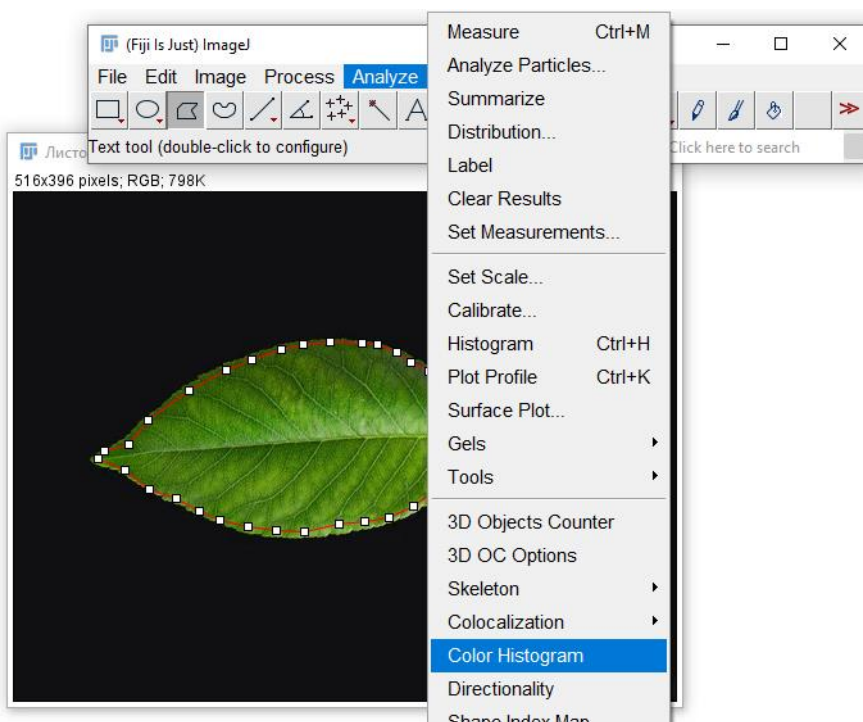 (Fiji Is Just) ImageJ
File Edit Image Process Analyze
Text tool (double-click to configure)
Click here to search
Листо
516x396 pixels; RGB; 798K
Measure Ctrl+M
Analyze Particles...
Summarize
Distribution...
Label
Clear Results
Set Measurements...
Set Scale...
Calibrate...
Histogram Ctrl+H
Plot Profile Ctrl+K
Surface Plot...
Gels
Tools
3D Objects Counter
3D OC Options
Skeleton
Colocalization
Color Histogram
Directionality
Shape Index Map